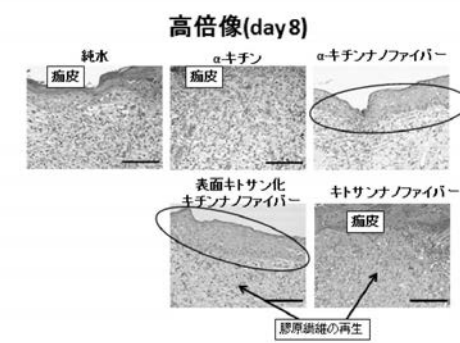 高倍像(day 8)
純水
α-キチン
α-キチンナノファイバー
痂皮
痂皮
表面キトサン化
キチンナノファイバー
キトサンナノファイバー
痂皮
膠原繊維の再生